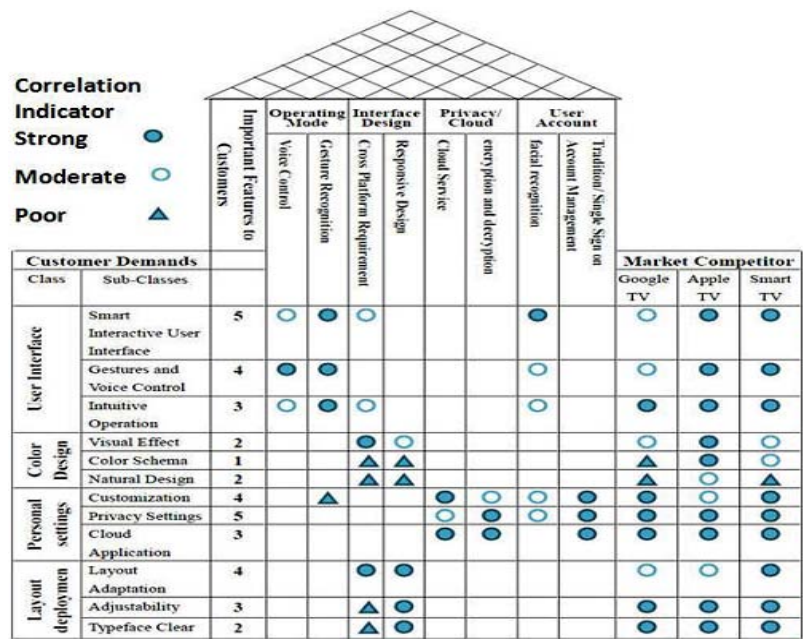 Correlation
Indicator
Strong
Moderate
Poor
Important Features to
Customers
Operating
Mode
Interface
Design
Privacy/
Cloud
User
Account
Voice Control
Gesture Recognition
Cross Platform Requirement
Responsive Design
Cloud Service
encryption and decryption
facial recognition
Tradition/ Single Sign on
Account Management
Customer Demands
Market Competitor
Class Sub-Classes Google
TV Apple
TV Smart
TV
User Interface
Smart
Interactive User
Interface
5
Gestures and
Voice Control
4
Intuitive
Operation
3
Color
Design
Visual Effect 2
Color Schema 1
Natural Design 2
Personal
settings
Customization 4
Privacy Settings 5
Cloud
Application
3
Layout
deploymen
Layout
Adaptation
4
Adjustability 3
Typeface Clear 2